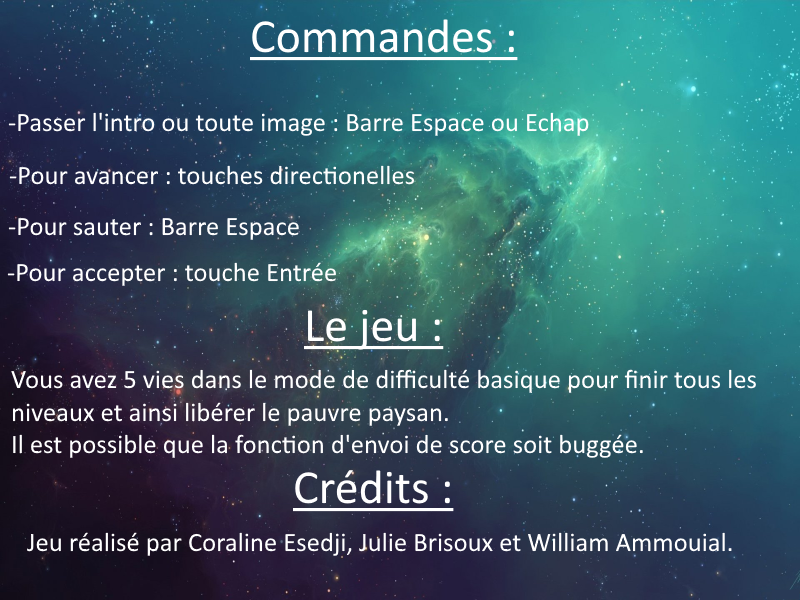 Commandes :
-Passer l'intro ou toute image : Barre Espace ou Echap
-Pour avancer : touches directionelles
-Pour sauter : Barre Espace
-Pour accepter : touche Entrée
Le jeu :
Vous avez 5 vies dans le mode de difficulté basique pour finir tous les
niveaux et ainsi libérer le pauvre paysan.
Il est possible que la fonction d'envoi de score soit buggée.
Crédits :
Jeu réalisé par Coraline Esedji, Julie Brisoux et William Ammouial.